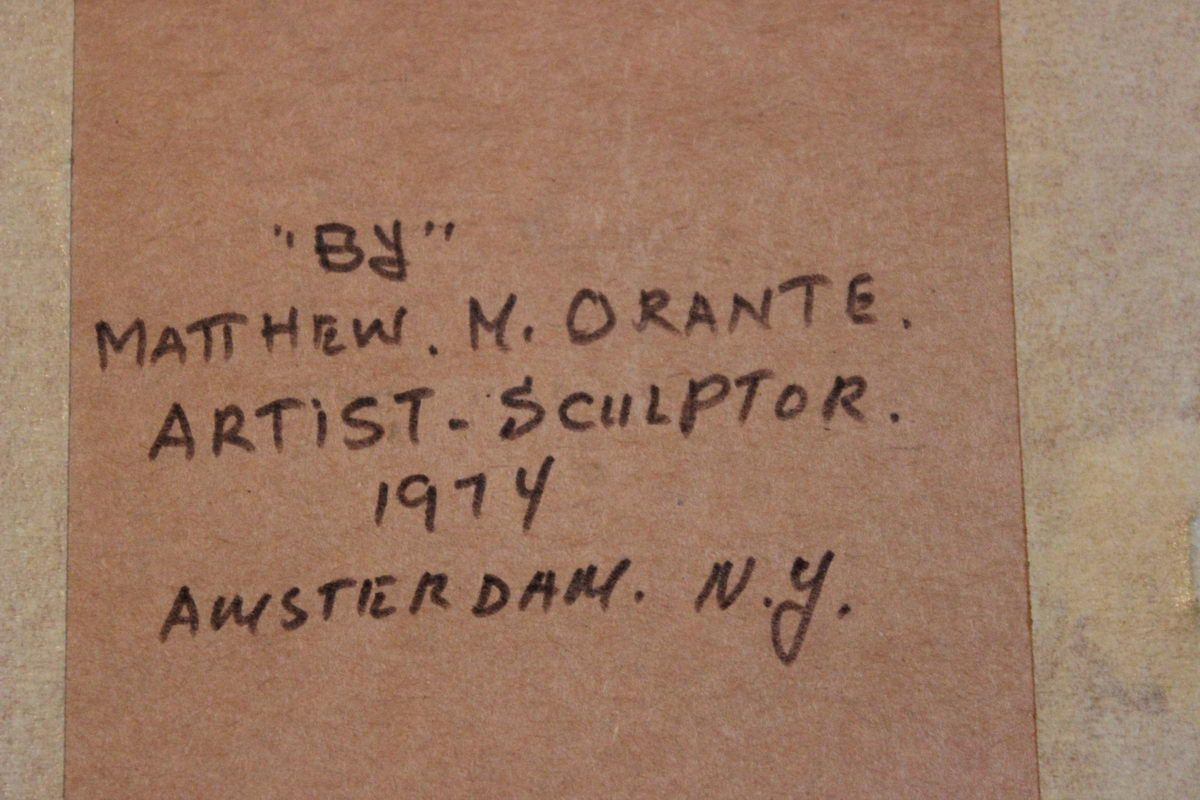 "By"
MATTHEW. M. ORANTE.
ARTiST - SCULPTOR.
1974
AMSTERDAM. N.Y.